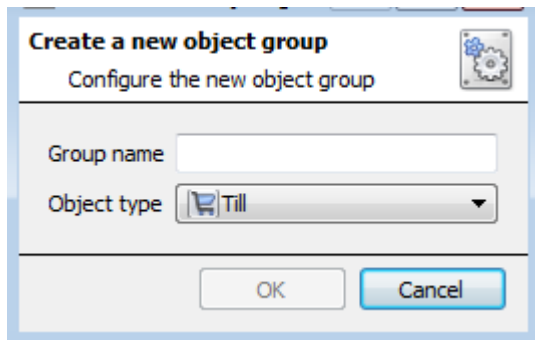 Create a new object group
Configure the new object group
Group name
Object type Till
OK Cancel